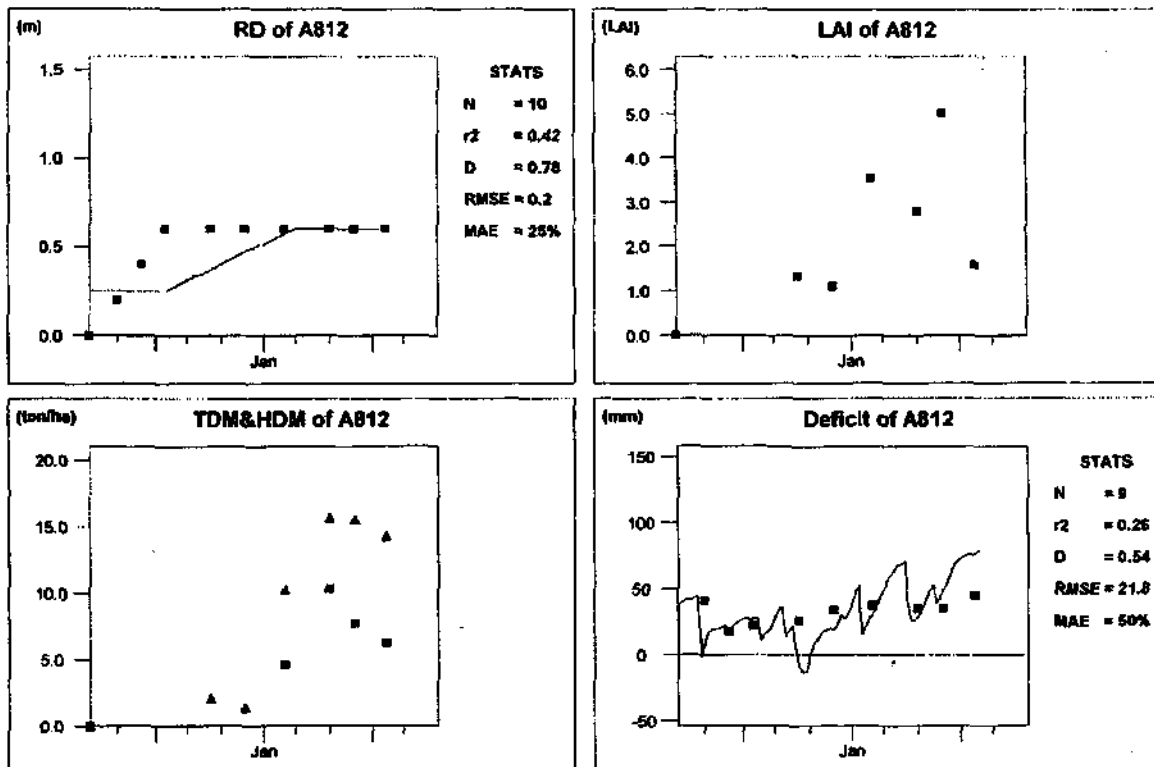 (m) RD of A812
1.5
1.0
0.5
0.0
Jan
STATS
N = 10
r2 = 0.42
D = 0.78
RMSE = 0.2
MAE = 25%
(LAI) LAI of A812
6.0
5.0
4.0
3.0
2.0
1.0
0.0
Jan
(ton/ha) TDM&HDM of A812
20.0
15.0
10.0
5.0
0.0
Jan
(mm) Deficit of A812
150
100
50
0
-50
Jan
STATS
N = 9
r2 = 0.26
D = 0.54
RMSE = 21.8
MAE = 50%